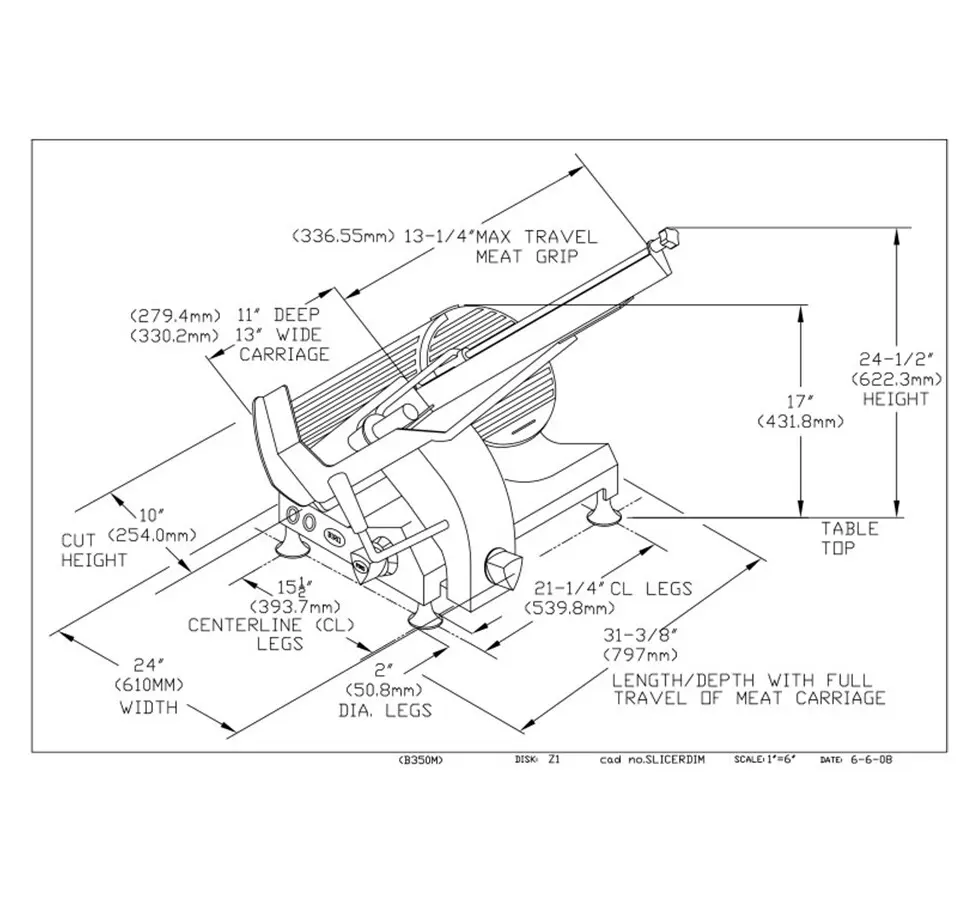 (336.55mm) 13-1/4"MAX TRAVEL
MEAT GRIP
(279.4mm) 11" DEEP
(330.2mm) 13" WIDE
CARRIAGE
24-1/2"
(622.3mm)
HEIGHT
17"
(431.8mm)
10"
CUT (254.0mm)
HEIGHT
TABLE
TOP
15 1/2"
(393.7mm)
CENTERLINE (CL)
LEGS
21-1/4" CL LEGS
(539.8mm)
31-3/8"
(797mm)
LENGTH/DEPTH WITH FULL
TRAVEL OF MEAT CARRIAGE
24"
(610MM)
WIDTH
2"
(50.8mm)
DIA. LEGS
(B350M) DISK: Z1 cad no.SLICERDIM SCALE:1"=6" DATE: 6-6-08